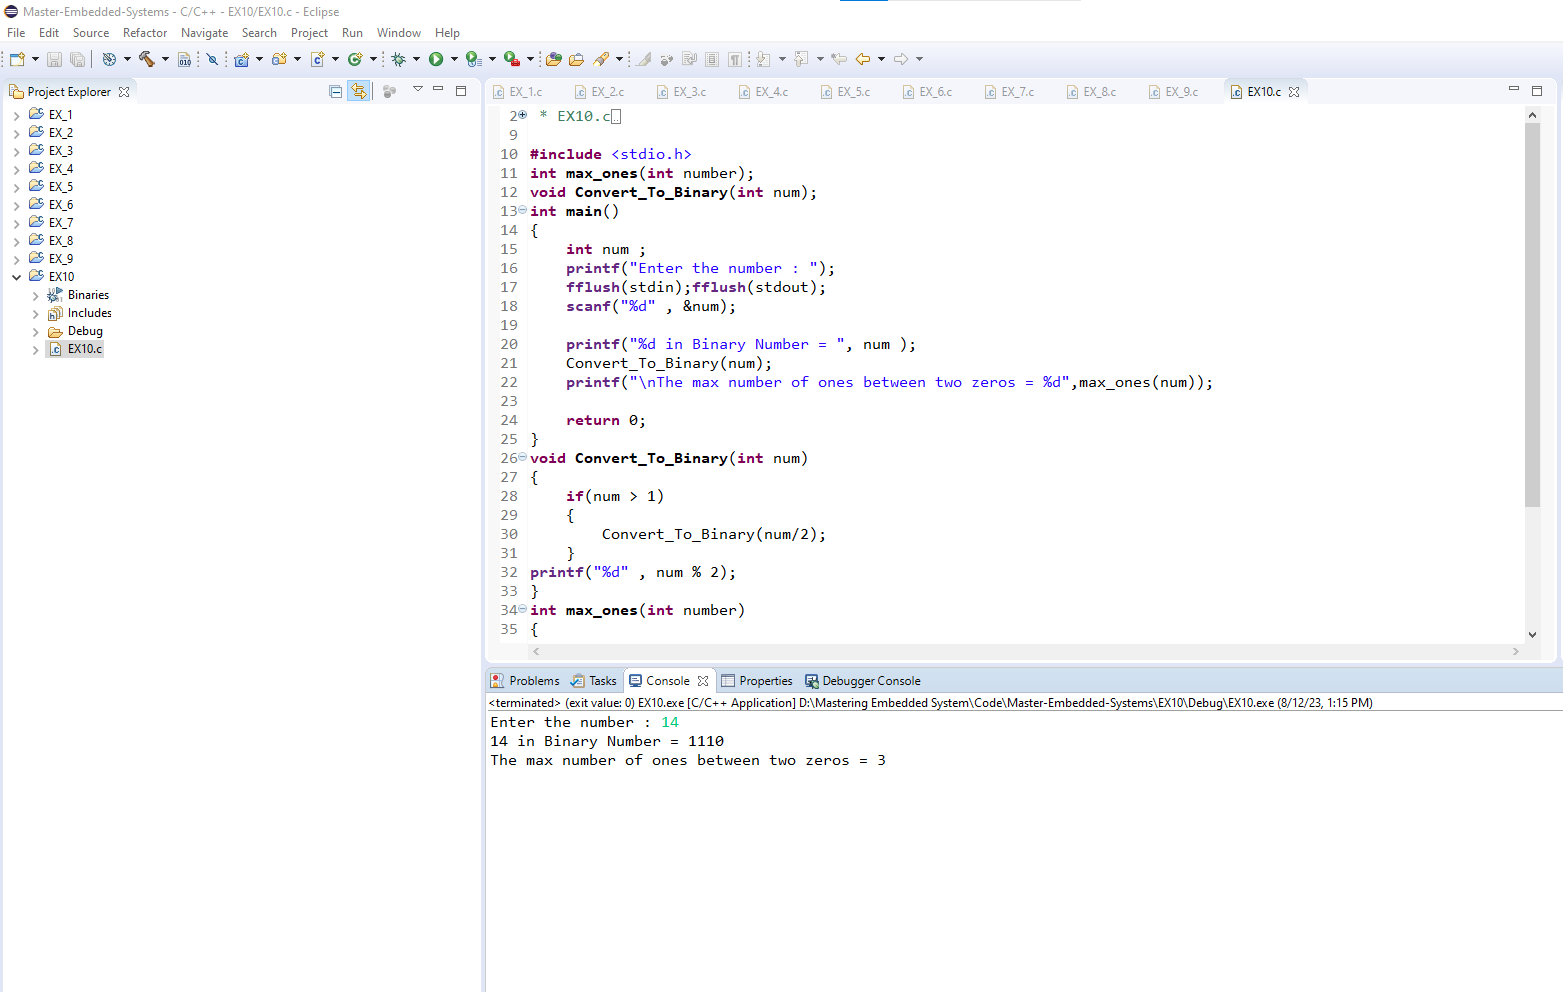 Master-Embedded-Systems - C/C++ - EX10/EX10.c - Eclipse
File Edit Source Refactor Navigate Search Project Run Window Help
Project Explorer
EX_1
EX_2
EX_3
EX_4
EX_5
EX_6
EX_7
EX_8
EX_9
EX10
Binaries
Includes
Debug
EX10.c
EX_1.c EX_2.c EX_3.c EX_4.c EX_5.c EX_6.c EX_7.c EX_8.c EX_9.c EX10.c
2 * EX10.c
9
10 #include <stdio.h>
11 int max_ones(int number);
12 void Convert_To_Binary(int num);
13 int main()
14 {
15 int num ;
16 printf("Enter the number : ");
17 fflush(stdin);fflush(stdout);
18 scanf("%d" , &num);
19
20 printf("%d in Binary Number = ", num );
21 Convert_To_Binary(num);
22 printf("\nThe max number of ones between two zeros = %d",max_ones(num));
23
24 return 0;
25 }
26 void Convert_To_Binary(int num)
27 {
28 if(num > 1)
29 {
30 Convert_To_Binary(num/2);
31 }
32 printf("%d" , num % 2);
33 }
34 int max_ones(int number)
35 {
Problems Tasks Console Properties Debugger Console
<terminated> (exit value: 0) EX10.exe [C/C++ Application] D:\Mastering Embedded System\Code\Master-Embedded-Systems\EX10\Debug\EX10.exe (8/12/23, 1:15 PM)
Enter the number : 14
14 in Binary Number = 1110
The max number of ones between two zeros = 3